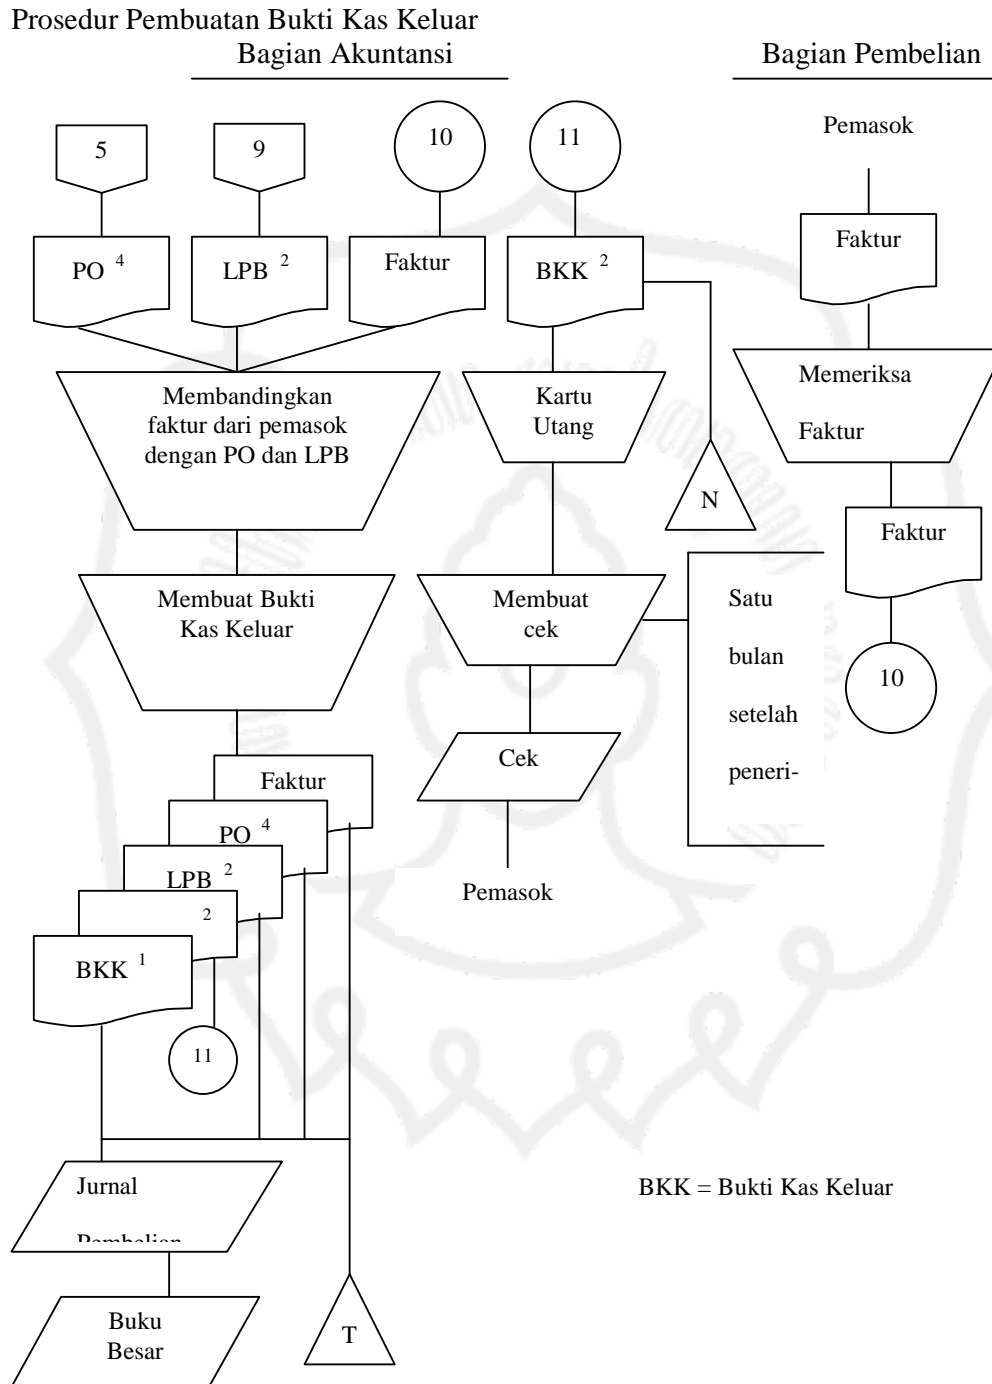 Prosedur Pembuatan Bukti Kas Keluar
Bagian Akuntansi
Bagian Pembelian
5
9
10
11
Pemasok
PO 4
LPB 2
Faktur
BKK 2
Faktur
Membandingkan
faktur dari pemasok
dengan PO dan LPB
Kartu
Utang
N
Memeriksa
Faktur
Faktur
10
Membuat Bukti
Kas Keluar
Membuat
cek
Satu
bulan
setelah
peneri-
Cek
Pemasok
Faktur
PO 4
LPB 2
2
BKK 1
11
Jurnal
Pembelian
BKK = Bukti Kas Keluar
Buku
Besar
T